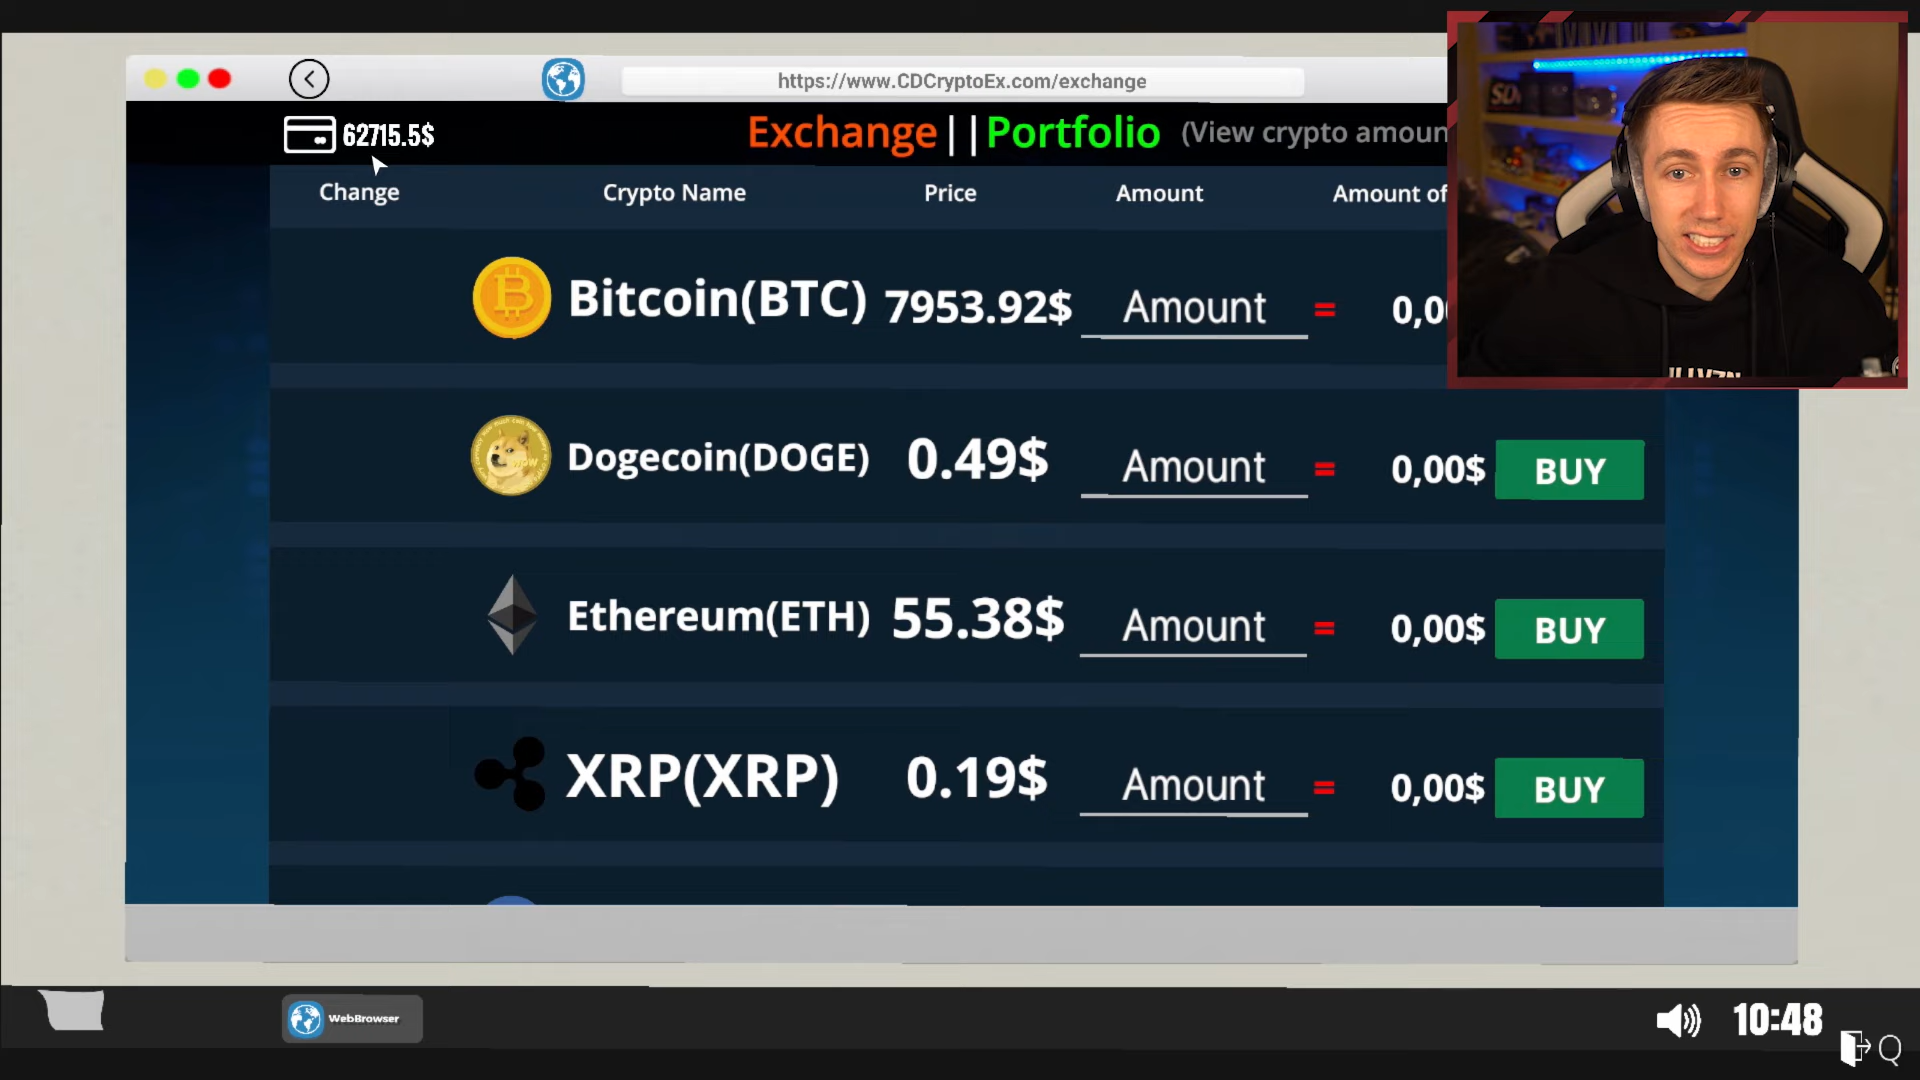 https://www.CDCryptoEx.com/exchange
62715.5$
Exchange||Portfolio (View crypto amoun
Change Crypto Name Price Amount Amount of
Bitcoin(BTC) 7953.92$ Amount = 0,00
Dogecoin(DOGE) 0.49$ Amount = 0,00$ BUY
Ethereum(ETH) 55.38$ Amount = 0,00$ BUY
XRP(XRP) 0.19$ Amount = 0,00$ BUY
WebBrowser
10:48
Q